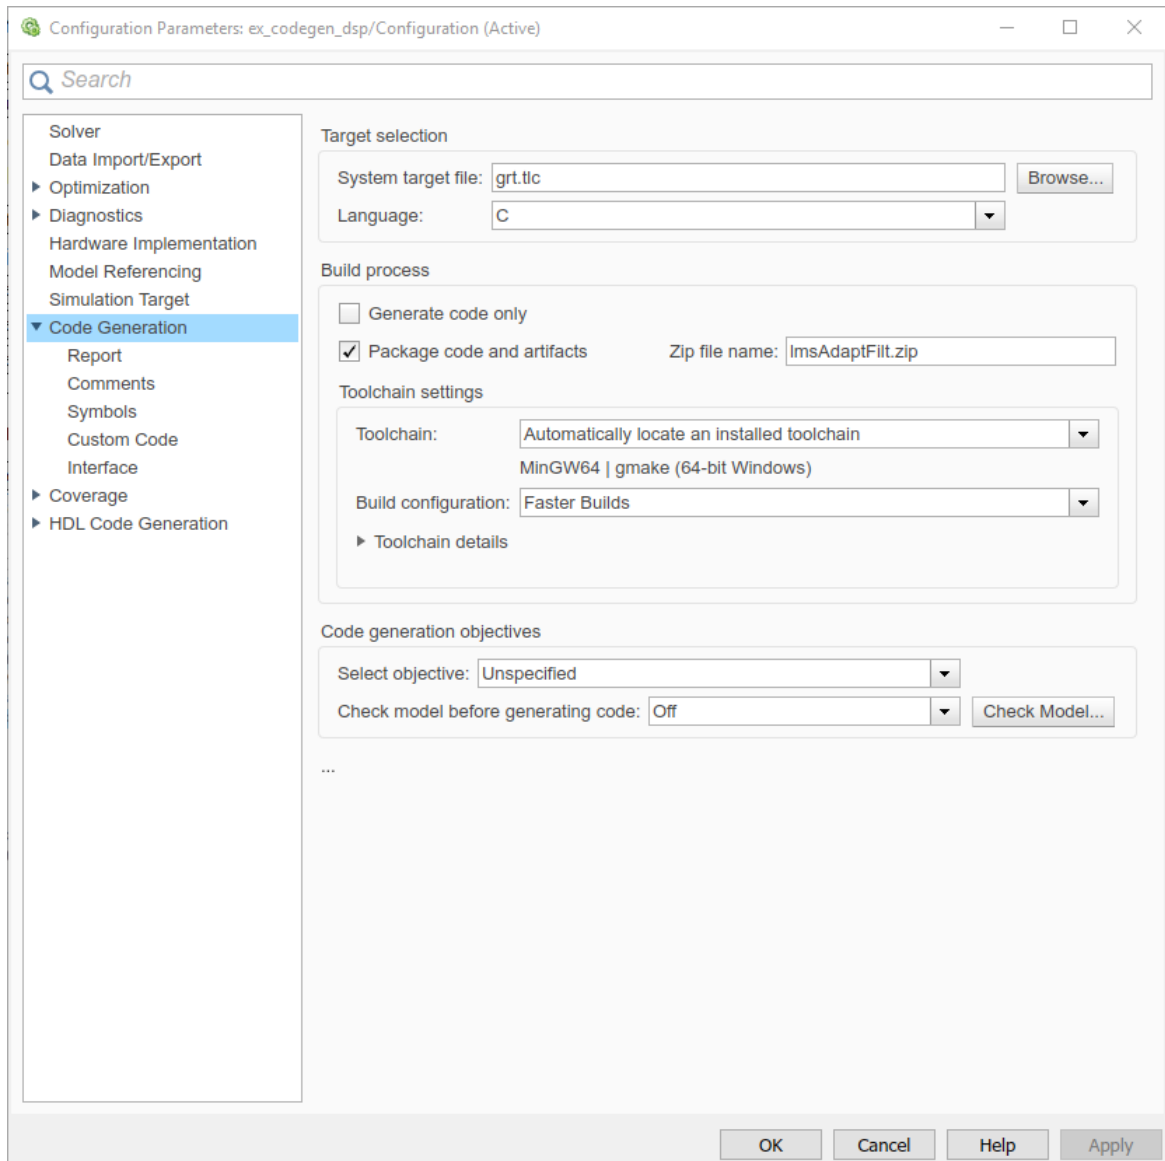 Configuration Parameters: ex_codegen_dsp/Configuration (Active)
Search
Solver
Data Import/Export
Optimization
Diagnostics
Hardware Implementation
Model Referencing
Simulation Target
Code Generation
Report
Comments
Symbols
Custom Code
Interface
Coverage
HDL Code Generation
Target selection
System target file: grt.tlc Browse...
Language: C
Build process
Generate code only
Package code and artifacts Zip file name: lmsAdaptFilt.zip
Toolchain settings
Toolchain: Automatically locate an installed toolchain
MinGW64 | gmake (64-bit Windows)
Build configuration: Faster Builds
Toolchain details
Code generation objectives
Select objective: Unspecified
Check model before generating code: Off Check Model...
...
OK Cancel Help Apply